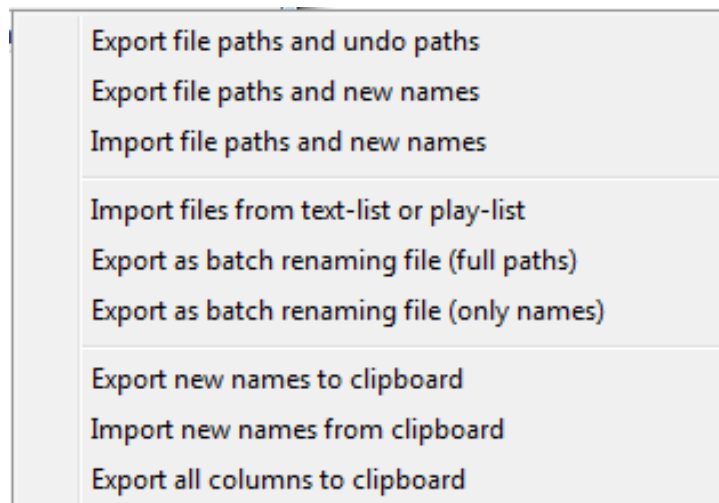 Export file paths and undo paths
Export file paths and new names
Import file paths and new names
Import files from text-list or play-list
Export as batch renaming file (full paths)
Export as batch renaming file (only names)
Export new names to clipboard
Import new names from clipboard
Export all columns to clipboard